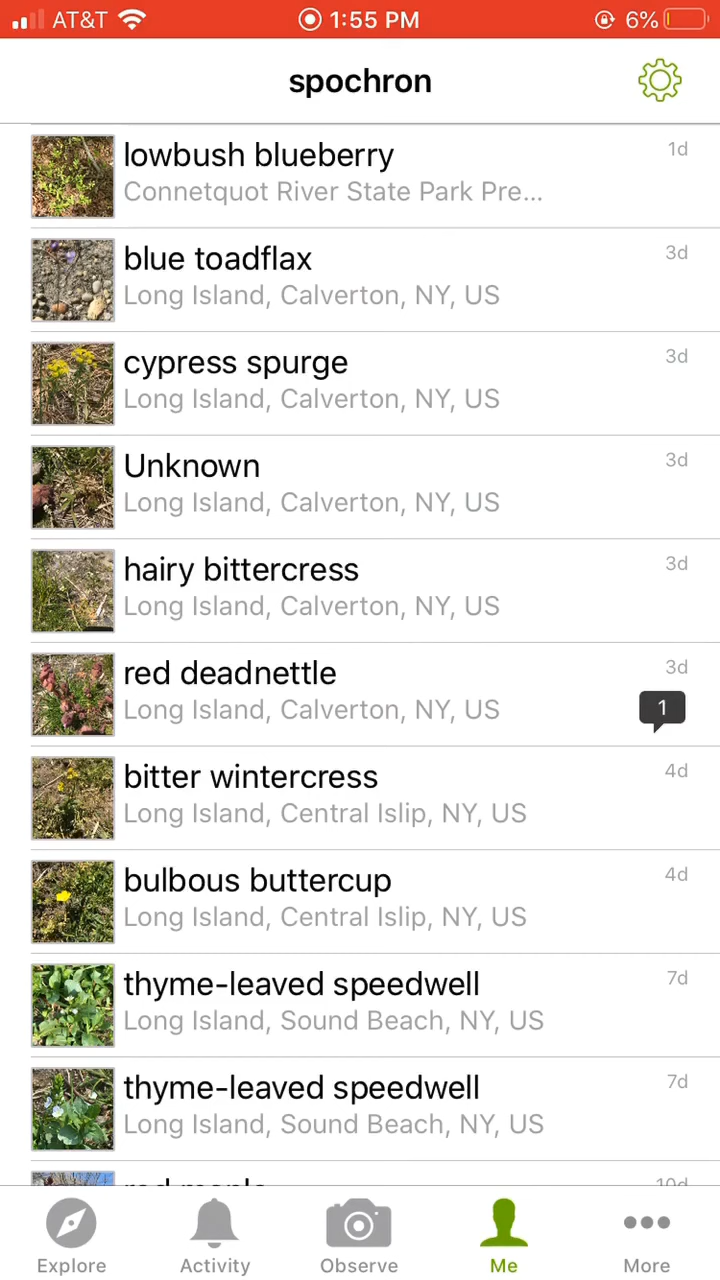 AT&T 1:55 PM 6%
spochron
lowbush blueberry 1d
Connetquot River State Park Pre...
blue toadflax 3d
Long Island, Calverton, NY, US
cypress spurge 3d
Long Island, Calverton, NY, US
Unknown 3d
Long Island, Calverton, NY, US
hairy bittercress 3d
Long Island, Calverton, NY, US
red deadnettle 3d
Long Island, Calverton, NY, US 1
bitter wintercress 4d
Long Island, Central Islip, NY, US
bulbous buttercup 4d
Long Island, Central Islip, NY, US
thyme-leaved speedwell 7d
Long Island, Sound Beach, NY, US
thyme-leaved speedwell 7d
Long Island, Sound Beach, NY, US
red maple 10d
Explore Activity Observe Me More